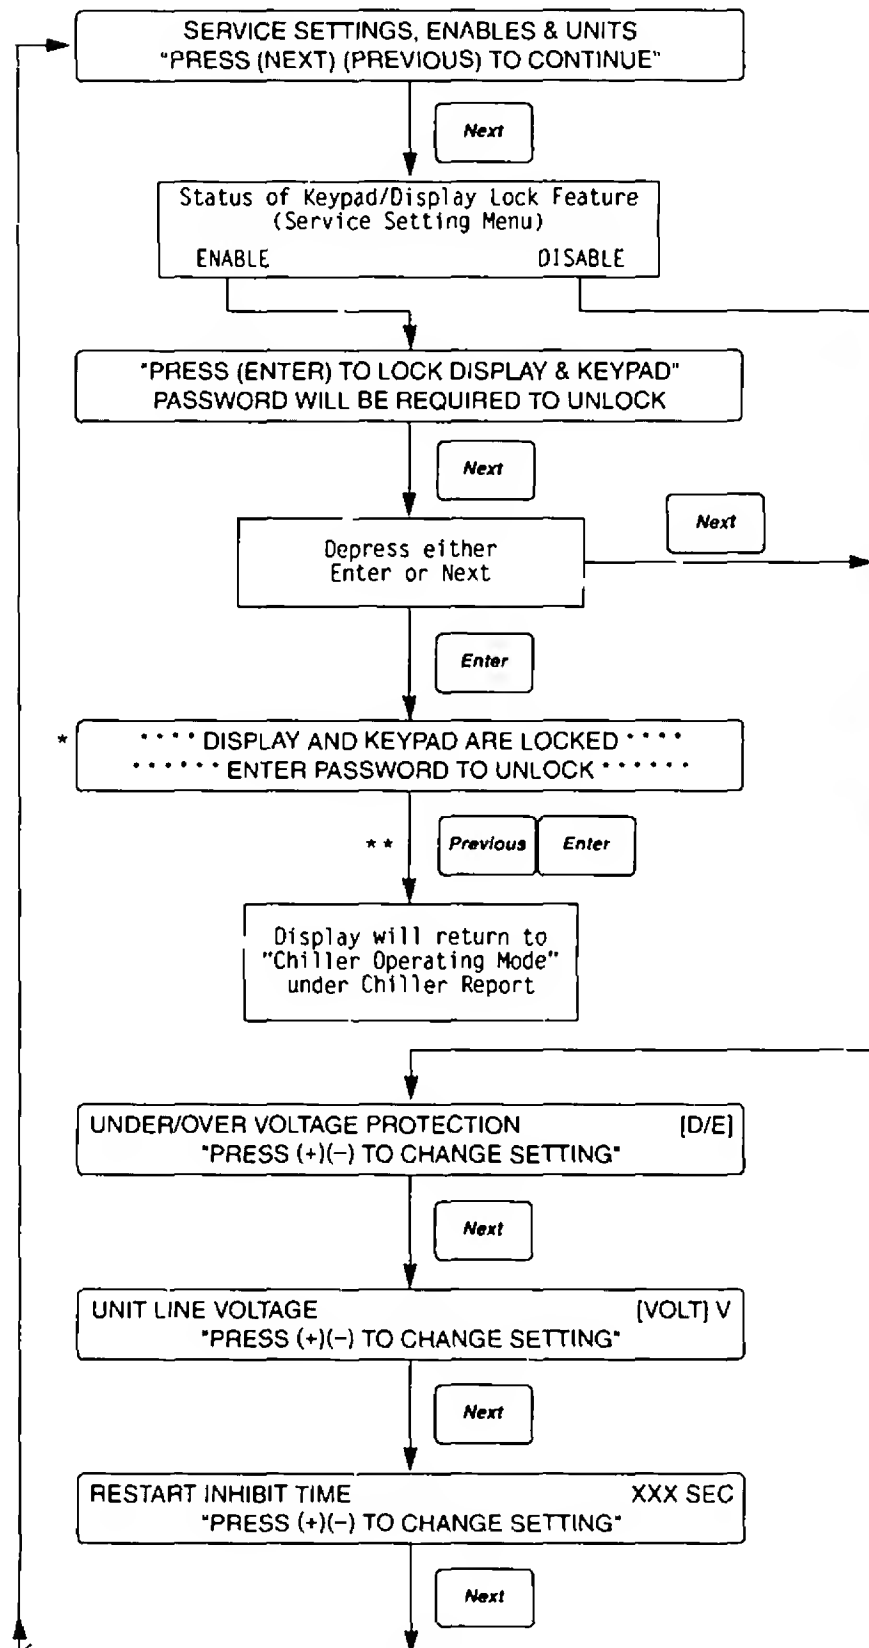 SERVICE SETTINGS, ENABLES & UNITS
"PRESS (NEXT) (PREVIOUS) TO CONTINUE"
Next
Status of Keypad/Display Lock Feature
(Service Setting Menu)
ENABLE DISABLE
"PRESS (ENTER) TO LOCK DISPLAY & KEYPAD"
PASSWORD WILL BE REQUIRED TO UNLOCK
Next
Next
Depress either
Enter or Next
Enter
* • • • • DISPLAY AND KEYPAD ARE LOCKED • • • •
• • • • • • ENTER PASSWORD TO UNLOCK • • • • • •
** Previous Enter
Display will return to
"Chiller Operating Mode"
under Chiller Report
UNDER/OVER VOLTAGE PROTECTION [D/E]
"PRESS (+)(−) TO CHANGE SETTING"
Next
UNIT LINE VOLTAGE [VOLT] V
"PRESS (+)(−) TO CHANGE SETTING"
Next
RESTART INHIBIT TIME XXX SEC
"PRESS (+)(−) TO CHANGE SETTING"
Next